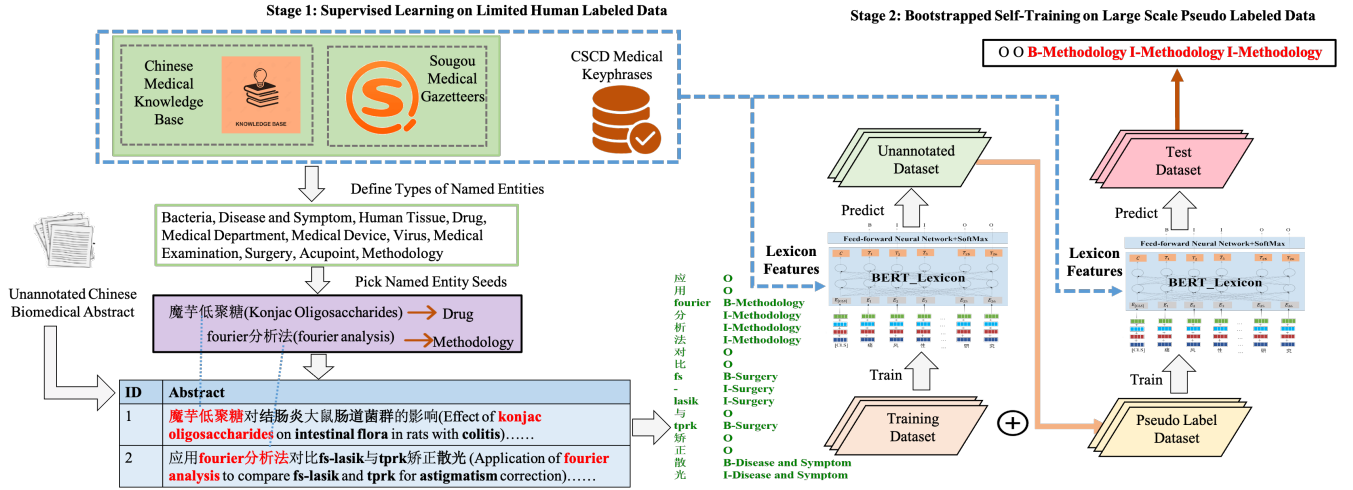 Stage 1: Supervised Learning on Limited Human Labeled Data
Chinese
Medical
Knowledge
Base
KNOWLEDGE BASE
Sougou
Medical
Gazetteers
CSCD Medical
Keyphrases
Define Types of Named Entities
Bacteria, Disease and Symptom, Human Tissue, Drug,
Medical Department, Medical Device, Virus, Medical
Examination, Surgery, Acupoint, Methodology
Pick Named Entity Seeds
Unannotated Chinese
Biomedical Abstract
魔芋低聚糖(Konjac Oligosaccharides) Drug
fourier分析法(fourier analysis) Methodology
ID Abstract
1 魔芋低聚糖对结肠炎大鼠肠道菌群的影响(Effect of konjac
oligosaccharides on intestinal flora in rats with colitis)……
2 应用fourier分析法对比fs-lasik与tprk矫正散光 (Application of fourier
analysis to compare fs-lasik and tprk for astigmatism correction)……
应 O
用 O
fourier B-Methodology
分 I-Methodology
析 I-Methodology
法 I-Methodology
对 O
比 O
fs B-Surgery
- I-Surgery
lasik I-Surgery
与 O
tprk B-Surgery
矫 O
正 O
散 B-Disease and Symptom
光 I-Disease and Symptom
Stage 2: Bootstrapped Self-Training on Large Scale Pseudo Labeled Data
O O B-Methodology I-Methodology I-Methodology
Unannotated
Dataset
Predict
B I I O O
Feed-forward Neural Network+SoftMax
Lexicon
Features
BERT_Lexicon
[CLS]
Train
Training
Dataset
Test
Dataset
Predict
B I I O O
Feed-forward Neural Network+SoftMax
Lexicon
Features
BERT_Lexicon
[CLS]
Train
Pseudo Label
Dataset